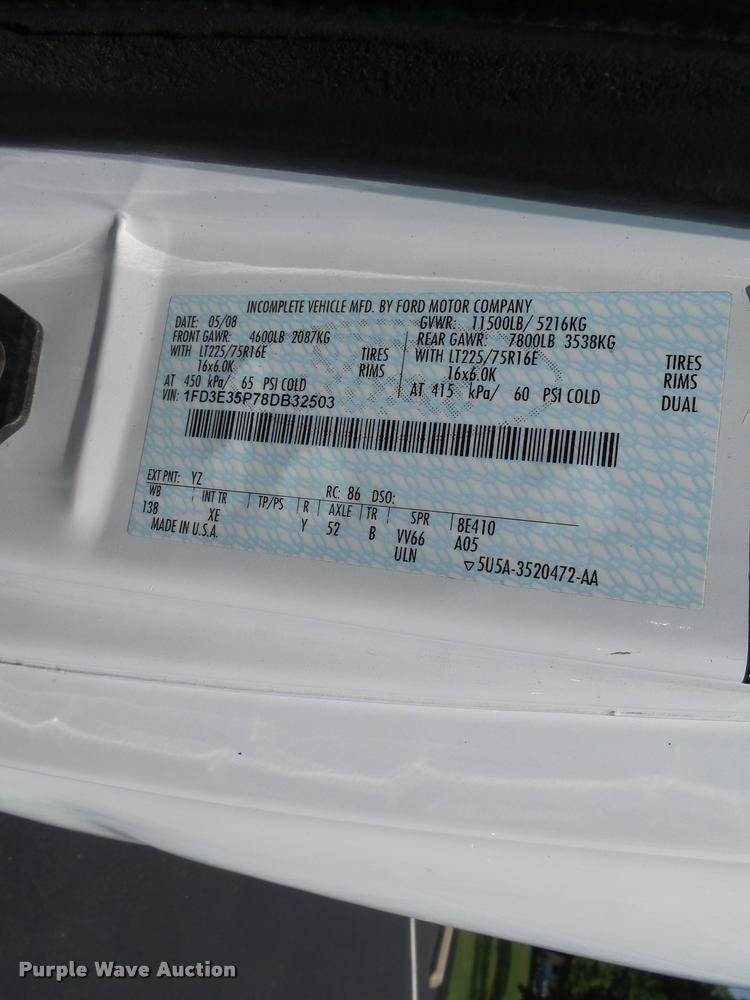 INCOMPLETE VEHICLE MFD. BY FORD MOTOR COMPANY
DATE: 05/08 GVWR: 11500LB/ 5216KG
FRONT GAWR: 4600LB 2087KG REAR GAWR: 7800LB 3538KG
WITH LT225/75R16E TIRES WITH LT225/75R16E TIRES
16x6.0K RIMS 16x6.0K RIMS
AT 450 kPa/ 65 PSI COLD AT 415 kPa/ 60 PSI COLD DUAL
VIN: 1FD3E35P78DB32503
EXT PNT: YZ RC: 86 DSO:
WB INT TR TP/PS R AXLE TR SPR 8E410
138 XE Y 52 B VV66 A05
MADE IN U.S.A. ULN ▽5U5A-3520472-AA
Purple Wave Auction